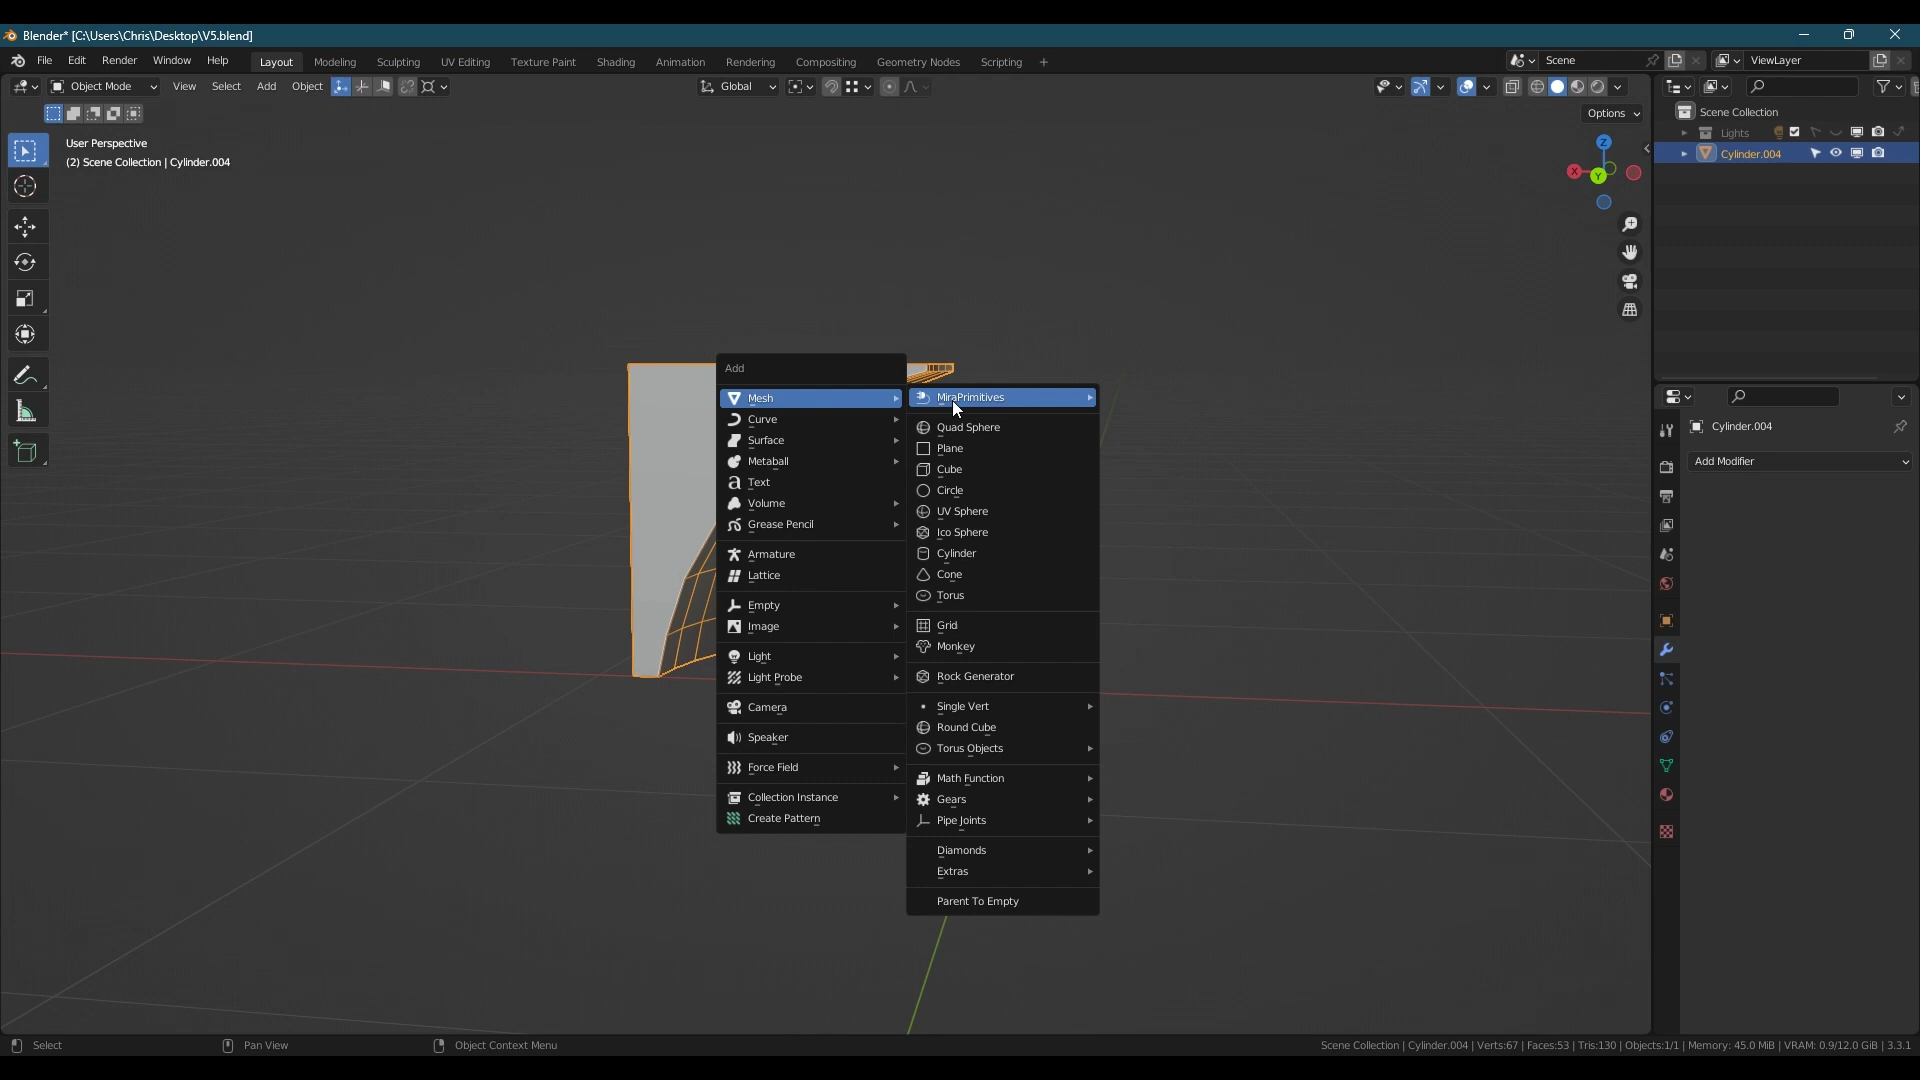 Blender* [C:\Users\Chris\Desktop\V5.blend]
File Edit Render Window Help Layout Modeling Sculpting UV Editing Texture Paint Shading Animation Rendering Compositing Geometry Nodes Scripting + Scene ViewLayer
Object Mode View Select Add Object Global
Options
Scene Collection
Lights
Cylinder.004
User Perspective
(2) Scene Collection | Cylinder.004
Z
X
Y
Add
Mesh
Curve
Surface
Metaball
Text
Volume
Grease Pencil
Armature
Lattice
Empty
Image
Light
Light Probe
Camera
Speaker
Force Field
Collection Instance
Create Pattern
MiraPrimitives
Quad Sphere
Plane
Cube
Circle
UV Sphere
Ico Sphere
Cylinder
Cone
Torus
Grid
Monkey
Rock Generator
Single Vert
Round Cube
Torus Objects
Math Function
Gears
Pipe Joints
Diamonds
Extras
Parent To Empty
Cylinder.004
Add Modifier
Select Pan View Object Context Menu Scene Collection | Cylinder.004 | Verts:67 | Faces:53 | Tris:130 | Objects:1/1 | Memory: 45.0 MiB | VRAM: 0.9/12.0 GiB | 3.3.1